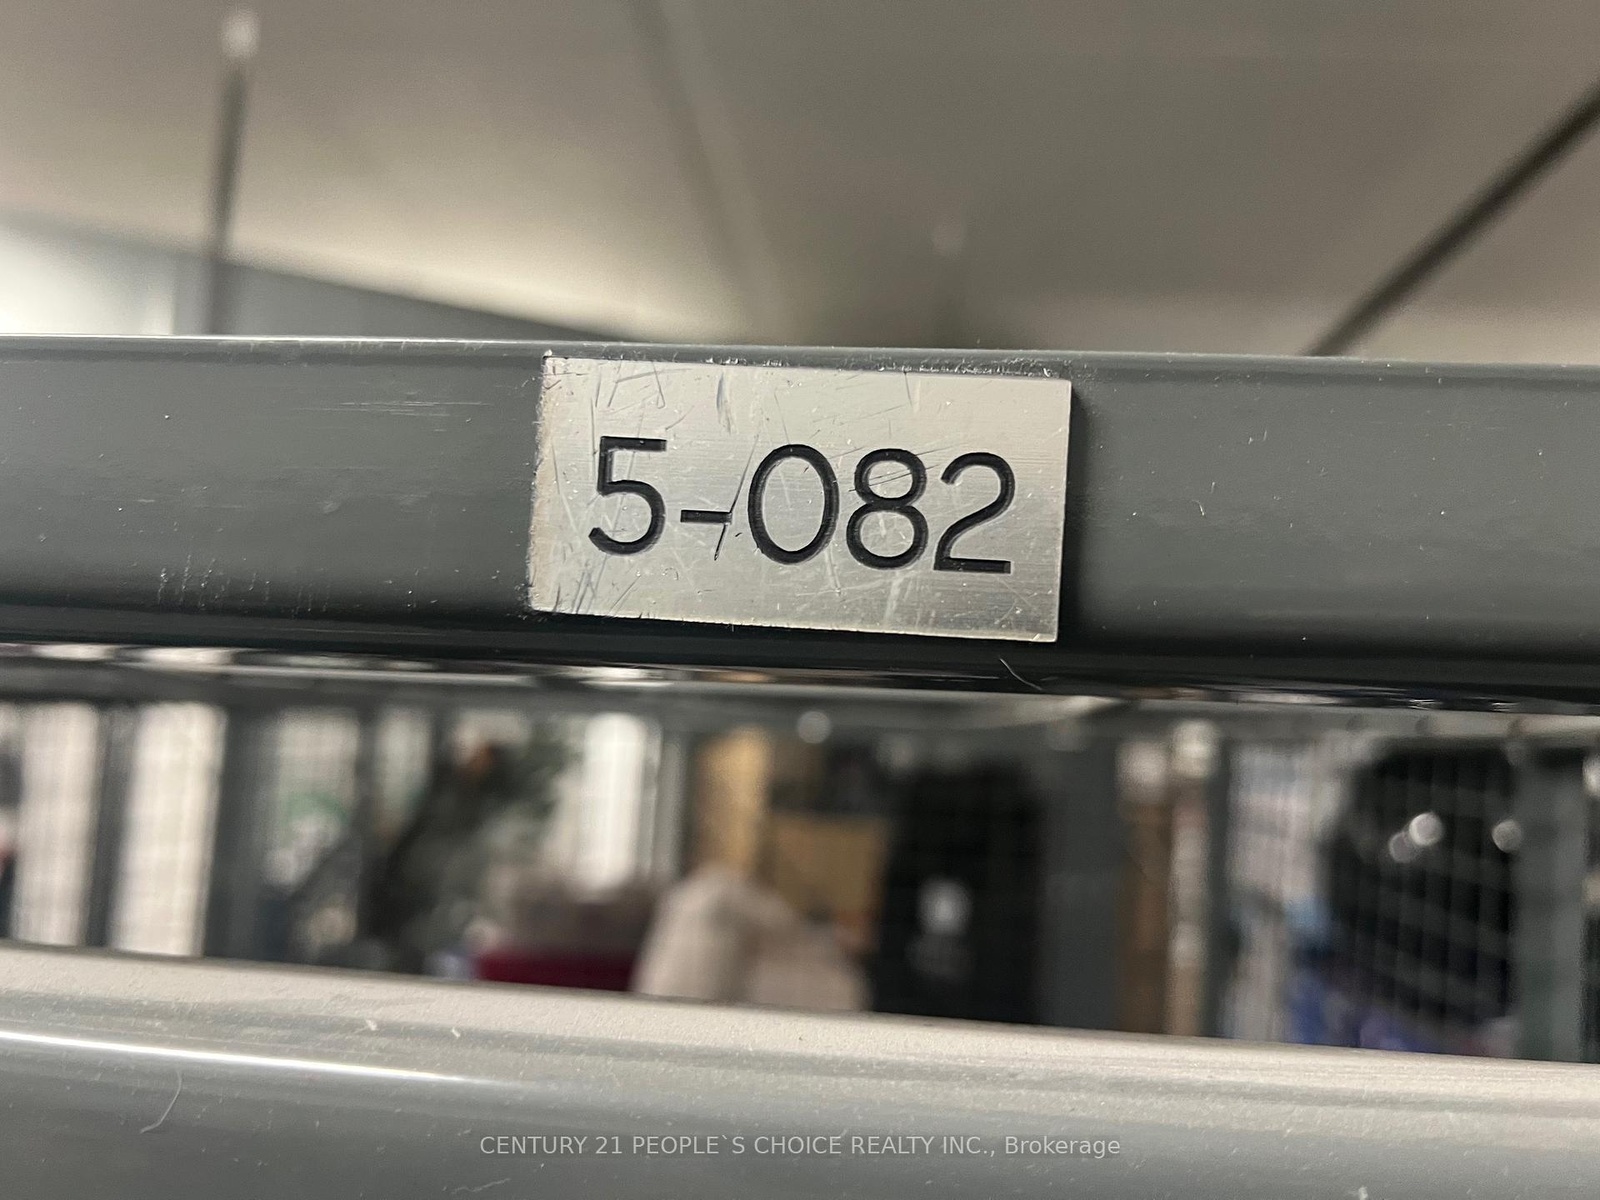 5-082
CENTURY 21 PEOPLE`S CHOICE REALTY INC., Brokerage